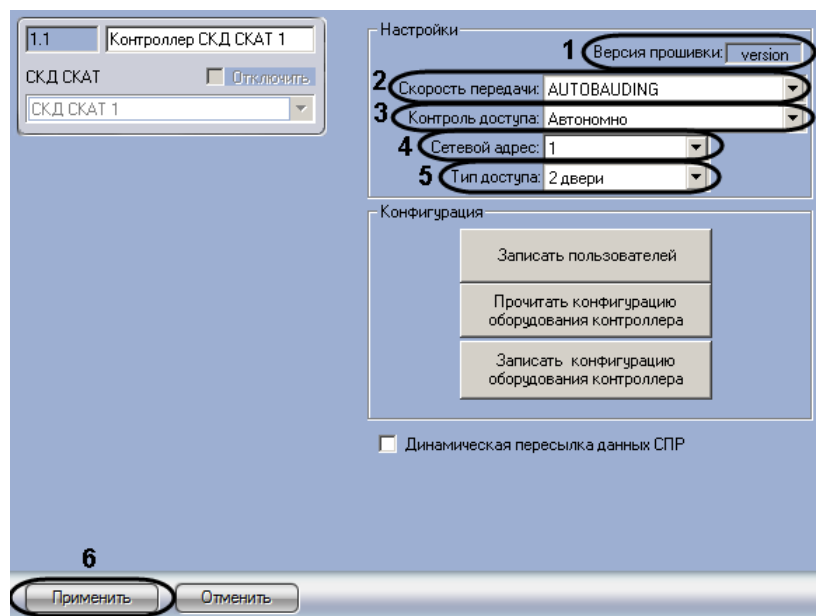 1.1 Контроллер СКД СКАТ 1
СКД СКАТ Отключить
СКД СКАТ 1
Настройки
1 Версия прошивки: version
2 Скорость передачи: AUTOBAUDING
3 Контроль доступа: Автономно
4 Сетевой адрес: 1
5 Тип доступа: 2 двери
Конфигурация
Записать пользователей
Прочитать конфигурацию
оборудования контроллера
Записать конфигурацию
оборудования контроллера
Динамическая пересылка данных СПР
6
Применить Отменить